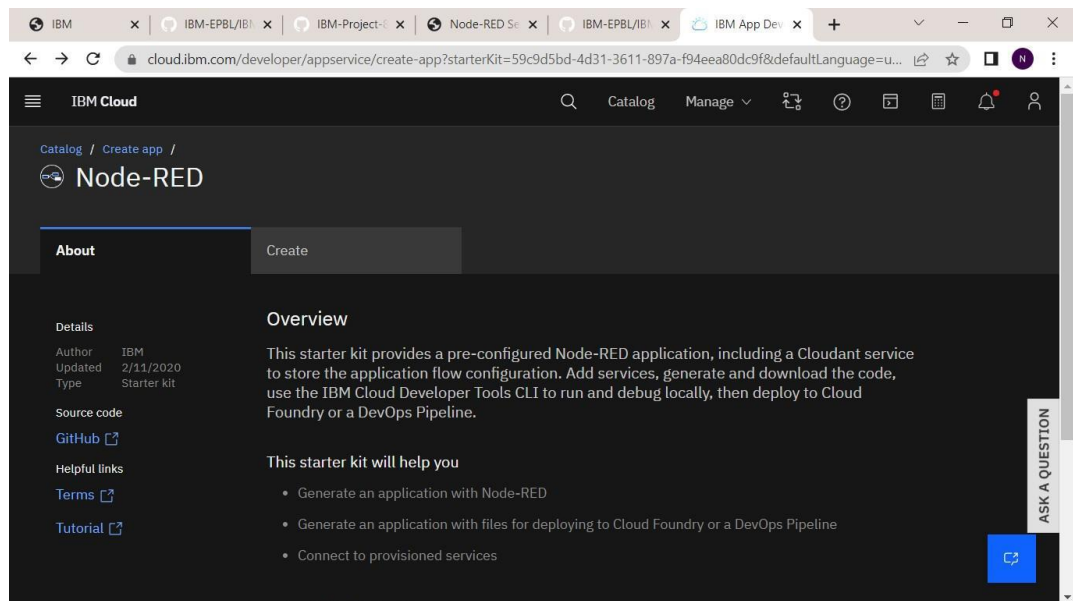 IBM
IBM-EPBL/IBM
IBM-Project-
Node-RED Se
IBM-EPBL/IBM
IBM App Dev
cloud.ibm.com/developer/appservice/create-app?starterKit=59c9d5bd-4d31-3611-897a-f94eea80dc9f&defaultLanguage=u...
N
IBM Cloud
Catalog
Manage
Catalog / Create app /
Node-RED
About
Create
Details
Author IBM
Updated 2/11/2020
Type Starter kit
Source code
GitHub
Helpful links
Terms
Tutorial
Overview
This starter kit provides a pre-configured Node-RED application, including a Cloudant service
to store the application flow configuration. Add services, generate and download the code,
use the IBM Cloud Developer Tools CLI to run and debug locally, then deploy to Cloud
Foundry or a DevOps Pipeline.
This starter kit will help you
• Generate an application with Node-RED
• Generate an application with files for deploying to Cloud Foundry or a DevOps Pipeline
• Connect to provisioned services
ASK A QUESTION